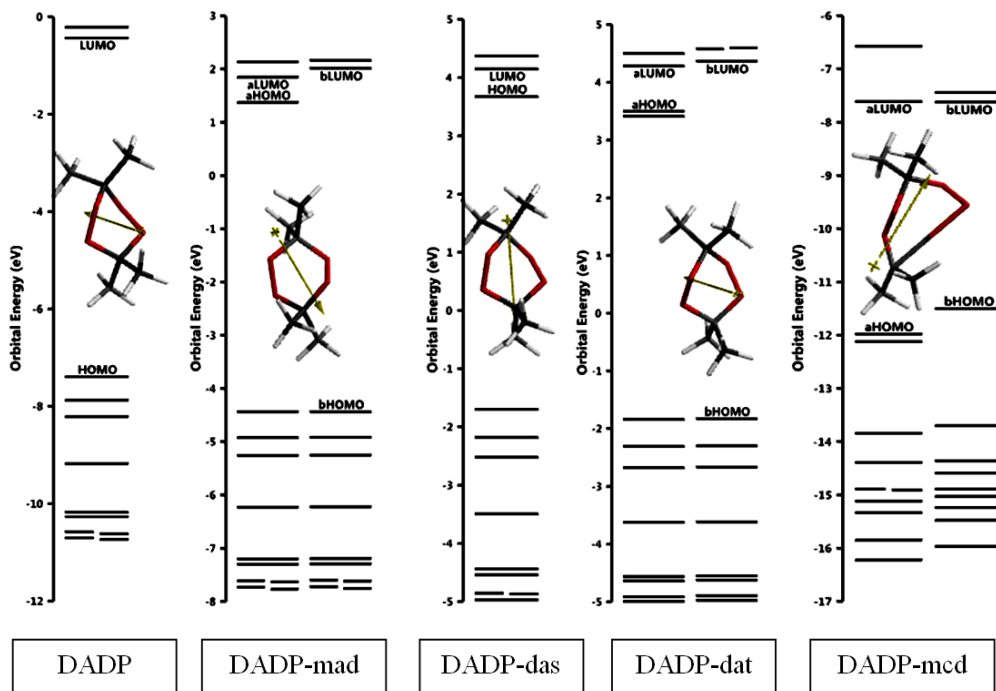 Orbital Energy (eV)
0
-2
-4
-6
-8
-10
-12
LUMO
HOMO
DADP
Orbital Energy (eV)
3
2
1
0
-1
-2
-3
-4
-5
-6
-7
-8
aLUMO
aHOMO
bLUMO
bHOMO
DADP-mad
Orbital Energy (eV)
5
4
3
2
1
0
-1
-2
-3
-4
-5
LUMO
HOMO
DADP-das
Orbital Energy (eV)
5
4
3
2
1
0
-1
-2
-3
-4
-5
aLUMO
bLUMO
aHOMO
bHOMO
DADP-dat
Orbital Energy (eV)
-6
-7
-8
-9
-10
-11
-12
-13
-14
-15
-16
-17
aLUMO
bLUMO
bHOMO
aHOMO
DADP-mcd